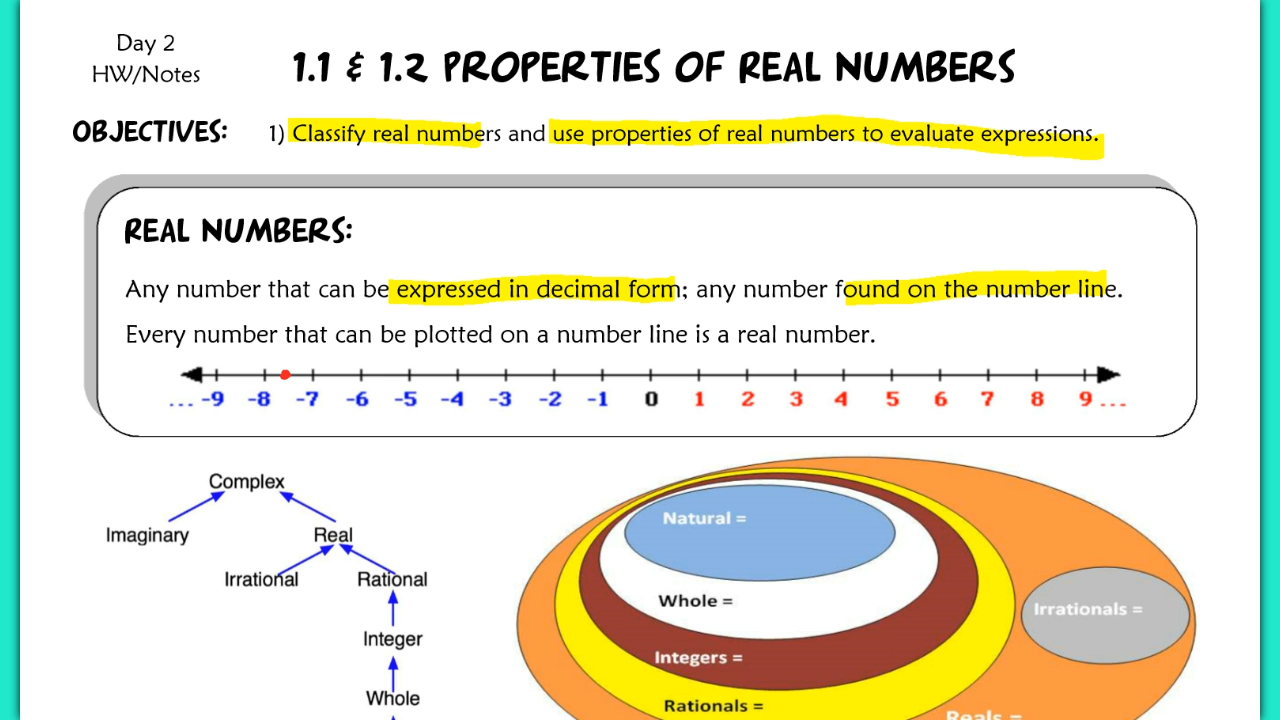 Day 2
HW/Notes
1.1 & 1.2 PROPERTIES OF REAL NUMBERS
OBJECTIVES: 1) Classify real numbers and use properties of real numbers to evaluate expressions.
REAL NUMBERS:
Any number that can be expressed in decimal form; any number found on the number line.
Every number that can be plotted on a number line is a real number.
... -9 -8 -7 -6 -5 -4 -3 -2 -1 0 1 2 3 4 5 6 7 8 9 ...
Complex
Imaginary Real
Irrational Rational
Integer
Whole
Natural =
Whole =
Integers =
Rationals =
Irrationals =
Reals =